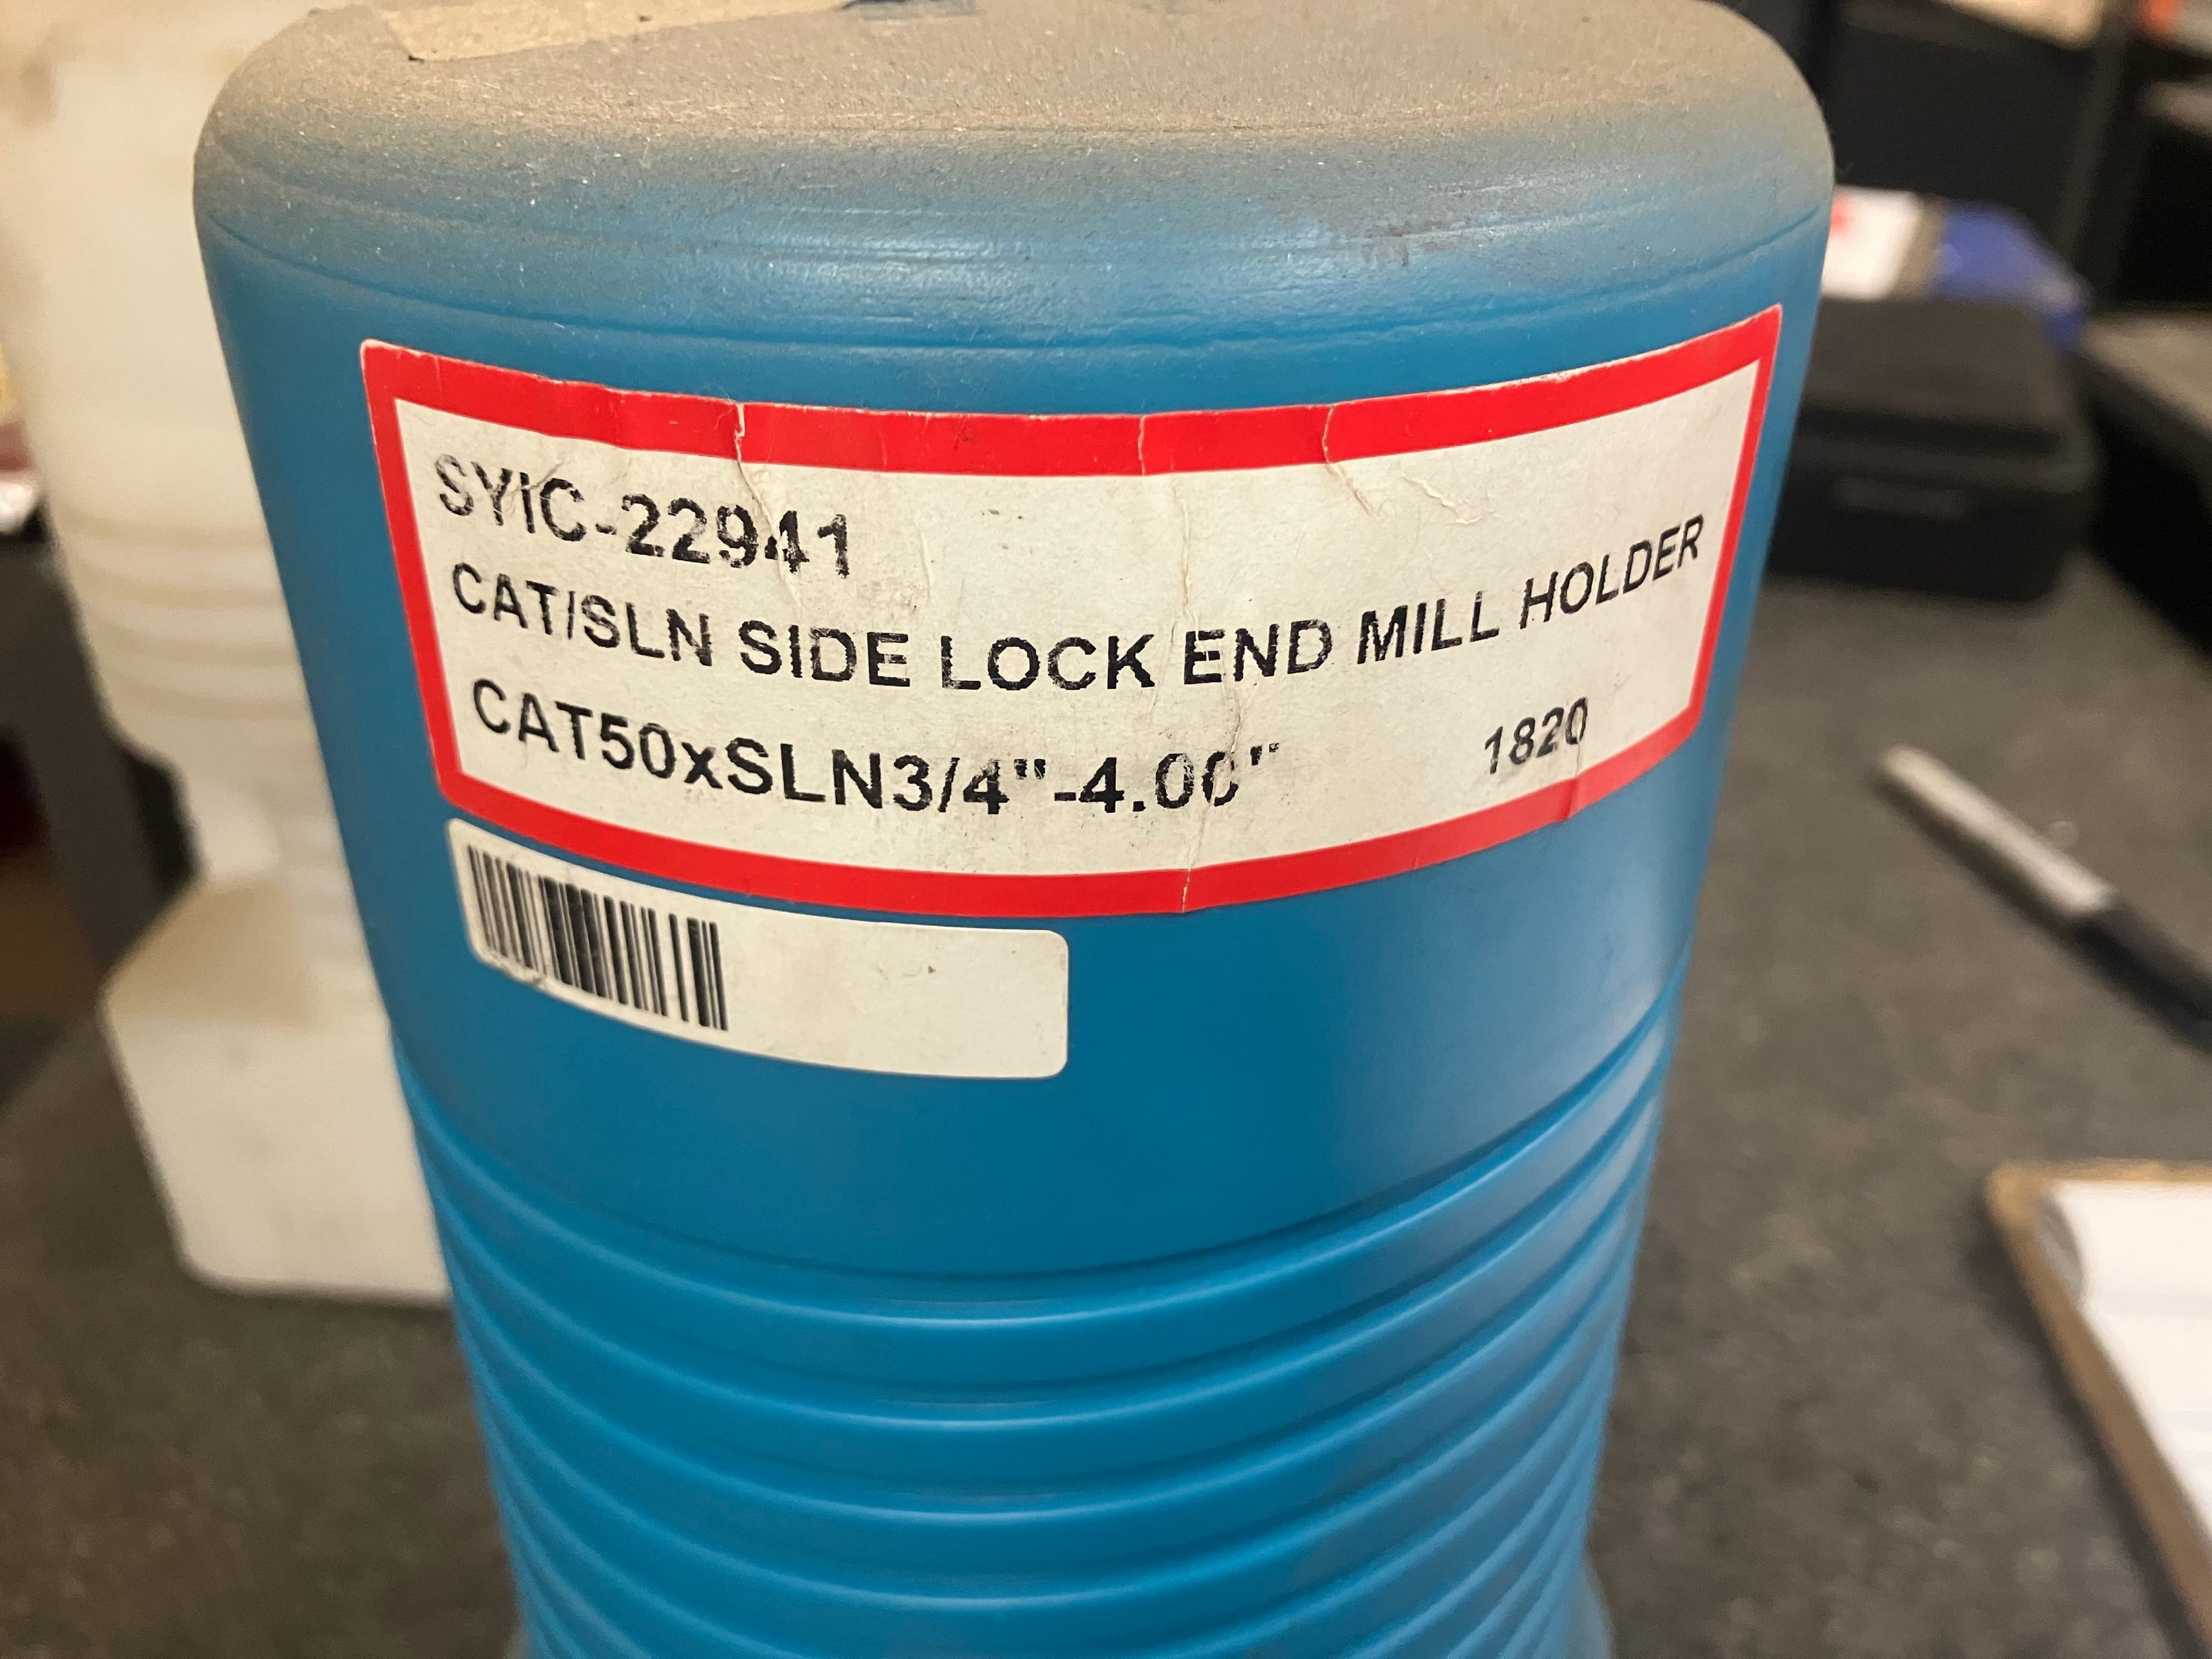 SYIC-22941
CAT/SLN SIDE LOCK END MILL HOLDER
CAT50xSLN3/4"-4.00" 1820